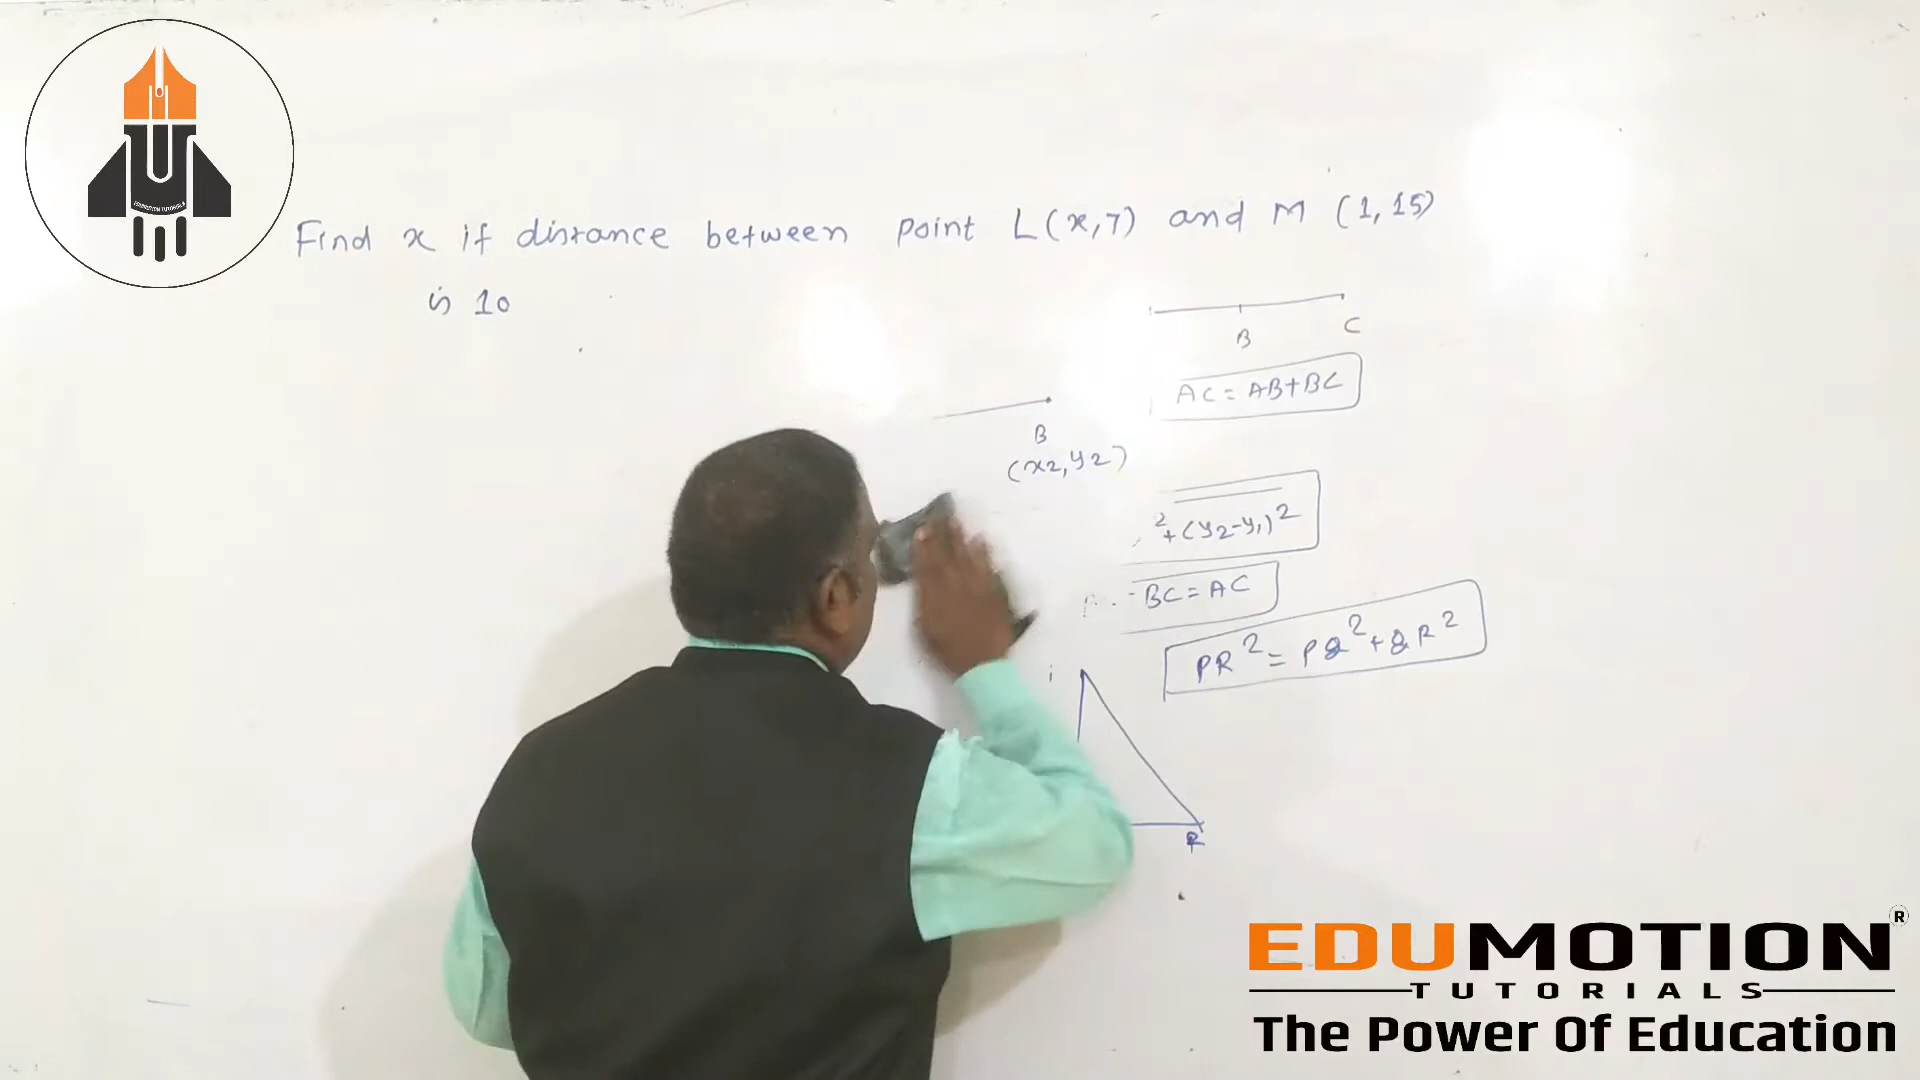 Find x if distance between point L(x,7) and M (1,15)
is 10
B C
AC = AB+BC
B
(x2,y2)
2+(y2-y1)2
BC = AC
PR2 = PQ2+QR2
R
EDUMOTION®
TUTORIALS
The Power Of Education